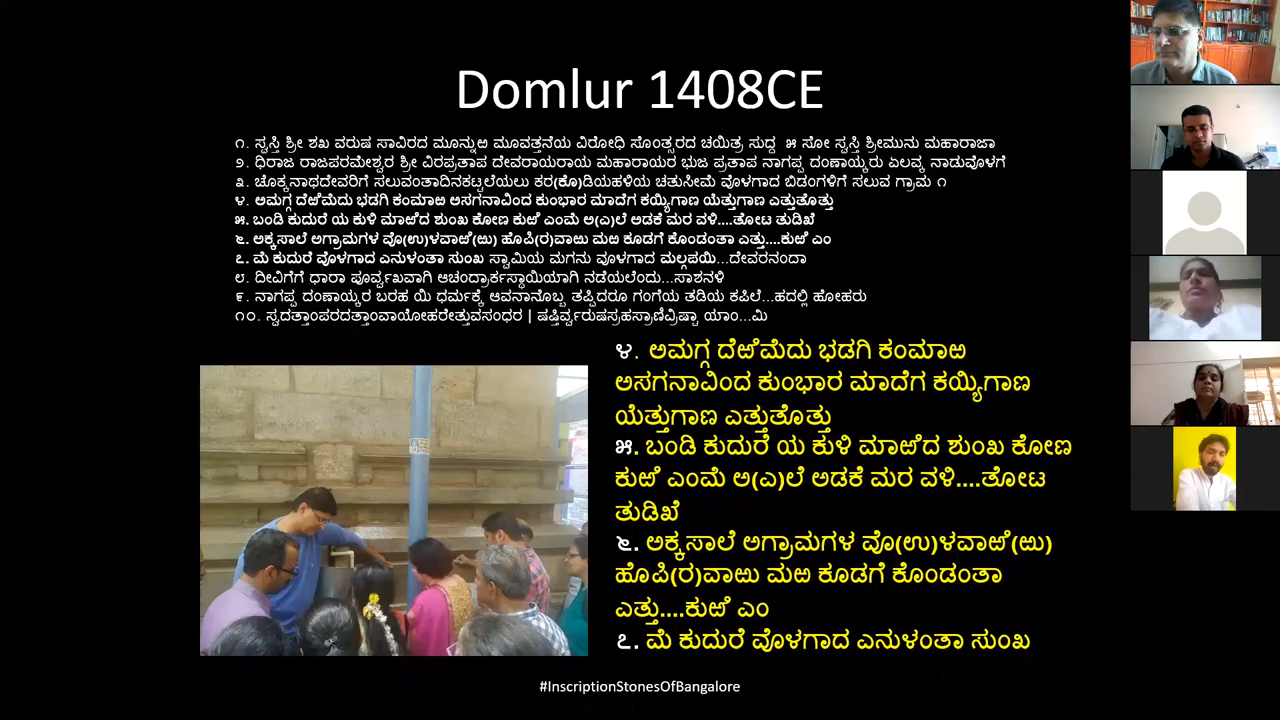 Domlur 1408CE
೧. ಸ್ವಸ್ತಿ ಶ್ರೀ ಶಖ ವರುಷ ಸಾವಿರದ ಮೂನ್ನುಱ ಮೂವತ್ತನೆಯ ವಿರೋಧಿ ಸೊಂತ್ಸರದ ಚಯಿತ್ರ ಸುದ್ದ ೫ ಸೋ ಸ್ವಸ್ತಿ ಶ್ರೀಮುನು ಮಹಾರಾಜಾ
೨. ಧಿರಾಜ ರಾಜಪರಮೇಶ್ವರ ಶ್ರೀ ವಿರಪ್ರತಾಪ ದೇವರಾಯರಾಯ ಮಹಾರಾಯರ ಭುಜ ಪ್ರತಾಪ ನಾಗಪ್ಪ ದಂಣಾಯ್ಕರು ಏಲವ್ಕ ನಾಡುವೊಳಗೆ
೩. ಚೊಕ್ಕನಾಥದೇವರಿಗೆ ಸಲುವಂತಾದಿನಕಟ್ಟಲೆಯಲು ಕರ(ಕೊ)ಡಿಯಹಳಿಯ ಚತುಸೀಮೆ ವೊಳಗಾದ ಬಿಡಂಗಳಿಗೆ ಸಲುವ ಗ್ರಾಮ ೧
೪. ಅಮಗ್ಗ ದೆಱಿಮೆದು ಭಡಗಿ ಕಂಮಾಱ ಅಸಗನಾವಿಂದ ಕುಂಭಾರ ಮಾದೆಗ ಕಯ್ಯಿಗಾಣ ಯೆತ್ತುಗಾಣ ಎತ್ತುತೊತ್ತು
೫. ಬಂಡಿ ಕುದುರೆ ಯ ಕುಳಿ ಮಾಱಿದ ಶುಂಖ ಕೋಣ ಕುಱಿ ಎಂಮೆ ಅ(ಎ)ಲೆ ಅಡಕೆ ಮರ ವಳಿ....ತೋಟ ತುಡಿಖೆ
೬. ಅಕ್ಕಸಾಲೆ ಅಗ್ರಾಮಗಳ ವೊ(ಉ)ಳವಾಱಿ(ಱು) ಹೊಪಿ(ರ)ವಾಱು ಮಱ ಕೂಡಗೆ ಕೊಂಡಂತಾ ಎತ್ತು....ಕುಱಿ ಎಂ
೭. ಮೆ ಕುದುರೆ ವೊಳಗಾದ ಎನುಳಂತಾ ಸುಂಖ ಸ್ವಾಮಿಯ ಮಗನು ವೂಳಗಾದ ಮಲ್ಗಪಯಿ...ದೇವರನಂದಾ
೮. ದೀವಿಗೆಗೆ ಧಾರಾ ಪೂರ್ವ್ವಖವಾಗಿ ಆಚಂದ್ರಾರ್ಕಸ್ಥಾಯಿಯಾಗಿ ನಡೆಯಲೆಂದು...ಸಾಶನಳಿ
೯. ನಾಗಪ್ಪ ದಂಣಾಯ್ಕರ ಬರಹ ಯಿ ಧರ್ಮಕ್ಕೆ ಅವನಾನೊಬ್ಬ ತಪ್ಪಿದರೂ ಗಂಗೆಯ ತಡಿಯ ಕಪಿಲೆ...ಹದಲ್ಲಿ ಹೋಹರು
೧೦. ಸ್ವದತ್ತಾಂಪರದತ್ತಾಂವಾಯೋಹರೇತ್ತುವಸಂಧರ | ಷಷ್ತಿರ್ವ್ವರುಷಸ್ರಹಸ್ರಾಣಿವ್ರಿಷ್ಟಾ ಯಾಂ...ಮಿ
೪. ಅಮಗ್ಗ ದೆಱಿಮೆದು ಭಡಗಿ ಕಂಮಾಱ
ಅಸಗನಾವಿಂದ ಕುಂಭಾರ ಮಾದೆಗ ಕಯ್ಯಿಗಾಣ
ಯೆತ್ತುಗಾಣ ಎತ್ತುತೊತ್ತು
೫. ಬಂಡಿ ಕುದುರೆ ಯ ಕುಳಿ ಮಾಱಿದ ಶುಂಖ ಕೋಣ
ಕುಱಿ ಎಂಮೆ ಅ(ಎ)ಲೆ ಅಡಕೆ ಮರ ವಳಿ....ತೋಟ
ತುಡಿಖೆ
೬. ಅಕ್ಕಸಾಲೆ ಅಗ್ರಾಮಗಳ ವೊ(ಉ)ಳವಾಱಿ(ಱು)
ಹೊಪಿ(ರ)ವಾಱು ಮಱ ಕೂಡಗೆ ಕೊಂಡಂತಾ
ಎತ್ತು....ಕುಱಿ ಎಂ
೭. ಮೆ ಕುದುರೆ ವೊಳಗಾದ ಎನುಳಂತಾ ಸುಂಖ
#InscriptionStonesOfBangalore